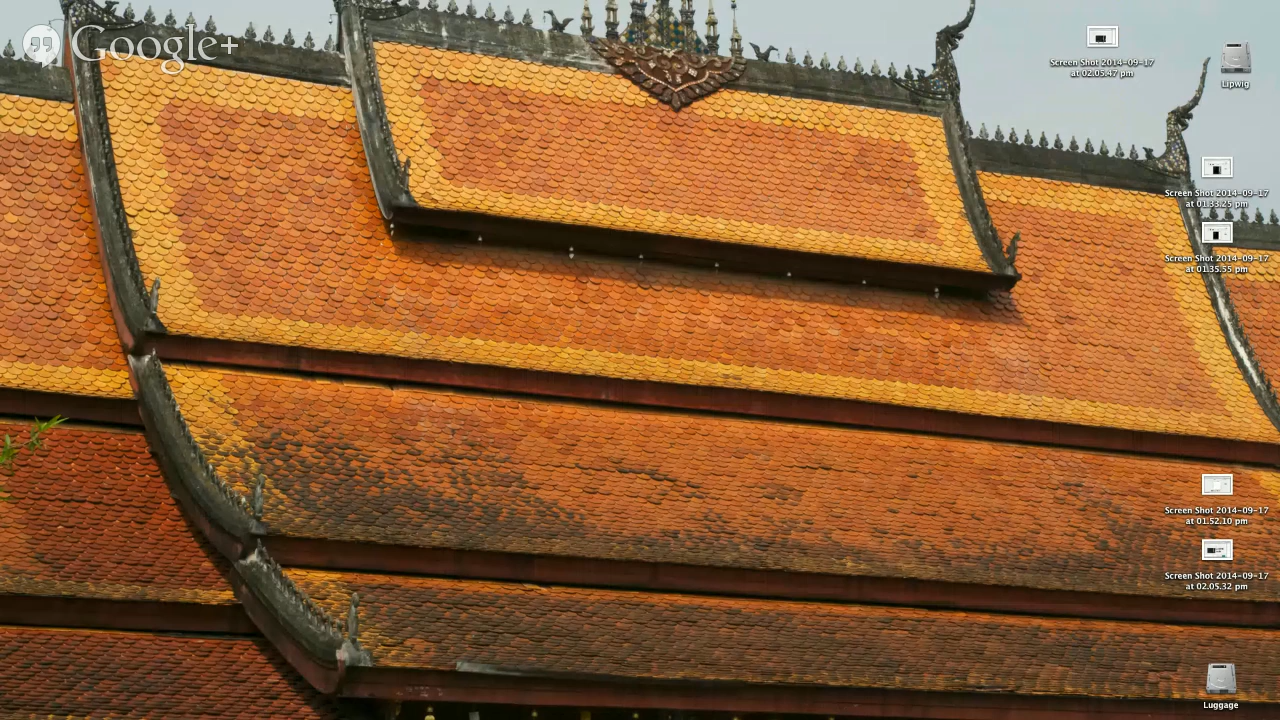 Google+
Screen Shot 2014-09-17
at 02.05.47 pm
Lipwig
Screen Shot 2014-09-17
at 01.33.25 pm
Screen Shot 2014-09-17
at 01.35.55 pm
Screen Shot 2014-09-17
at 01.52.10 pm
Screen Shot 2014-09-17
at 02.05.32 pm
Luggage